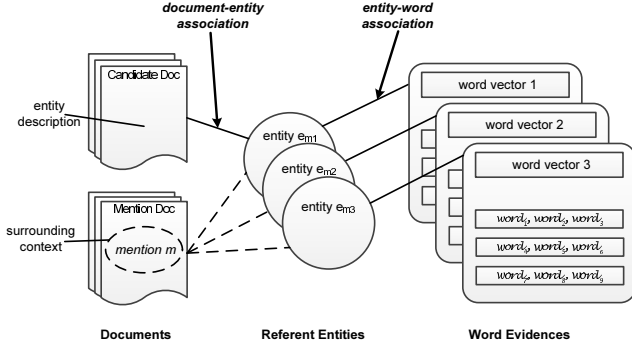 document-entity
association
entity-word
association
Candidate Doc
entity
description
entity e_m1
entity e_m2
entity e_m3
word vector 1
word vector 2
word vector 3
Mention Doc
surrounding
context
mention m
word₁, word₂, word₃
word₄, word₅, word₆
word₇, word₈, word₉
Documents
Referent Entities
Word Evidences